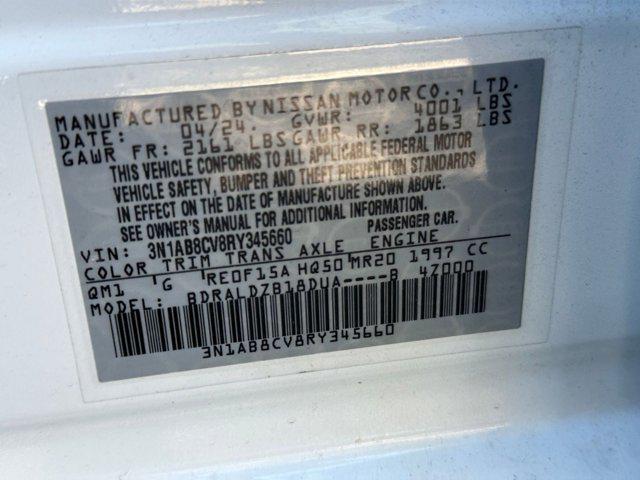 MANUFACTURED BY NISSAN MOTOR CO., LTD.
DATE: 04/24. GVWR: 4001 LBS
GAWR FR: 2161 LBS GAWR RR: 1863 LBS
THIS VEHICLE CONFORMS TO ALL APPLICABLE FEDERAL MOTOR
VEHICLE SAFETY, BUMPER AND THEFT PREVENTION STANDARDS
IN EFFECT ON THE DATE OF MANUFACTURE SHOWN ABOVE.
SEE OWNER'S MANUAL FOR ADDITIONAL INFORMATION.
VIN: 3N1AB8CV8RY345660 PASSENGER CAR.
COLOR TRIM TRANS AXLE ENGINE
QM1 G RE0F15A HQ50 MR20 1997 CC
MODEL: BDRALDZB18DUA----B 47000
3N1AB8CV8RY345660